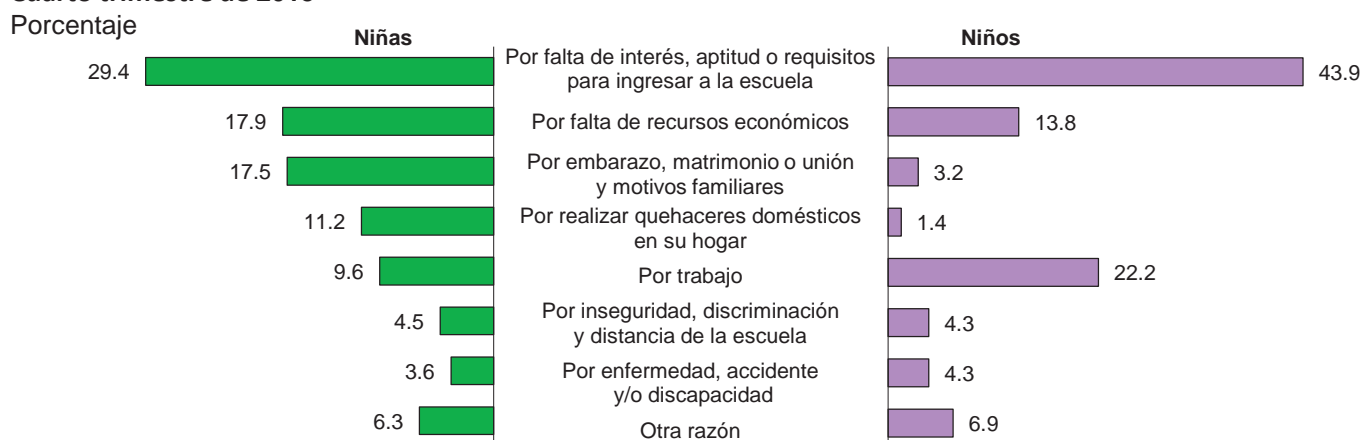 Porcentaje
Niñas
Niños
29.4
Por falta de interés, aptitud o requisitos
para ingresar a la escuela
43.9
17.9
Por falta de recursos económicos
13.8
17.5
Por embarazo, matrimonio o unión
y motivos familiares
3.2
11.2
Por realizar quehaceres domésticos
en su hogar
1.4
9.6
Por trabajo
22.2
4.5
Por inseguridad, discriminación
y distancia de la escuela
4.3
3.6
Por enfermedad, accidente
y/o discapacidad
4.3
6.3
Otra razón
6.9